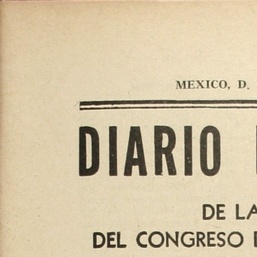 MEXICO, D.
DIARIO
DE LA
DEL CONGRESO